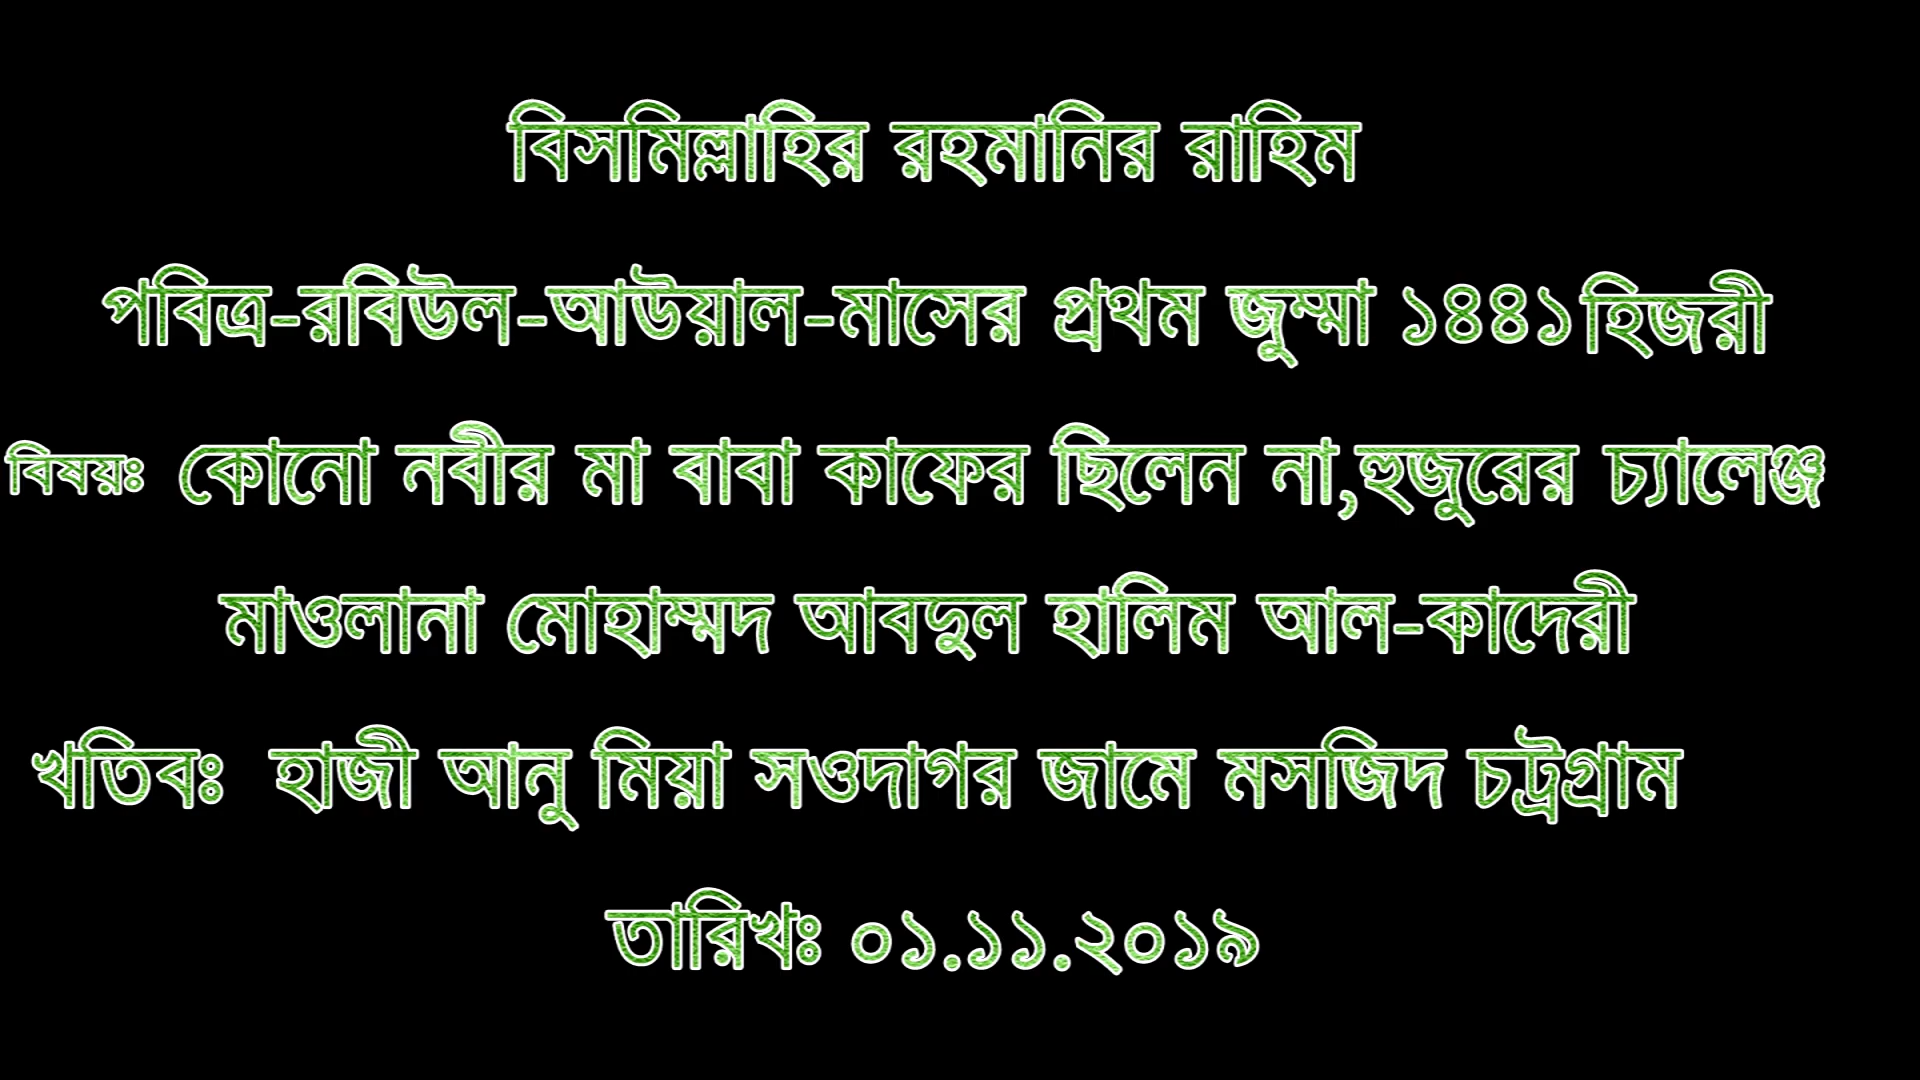 বিসমিল্লাহির রহমানির রাহিম
পবিত্র-রবিউল-আউয়াল-মাসের প্রথম জুম্মা ১৪৪১হিজরী
বিষয়ঃ কোনো নবীর মা বাবা কাফের ছিলেন না,হুজুরের চ্যালেঞ্জ
মাওলানা মোহাম্মদ আবদুল হালিম আল-কাদেরী
খতিবঃ হাজী আনু মিয়া সওদাগর জামে মসজিদ চট্রগ্রাম
তারিখঃ ০১.১১.২০১৯